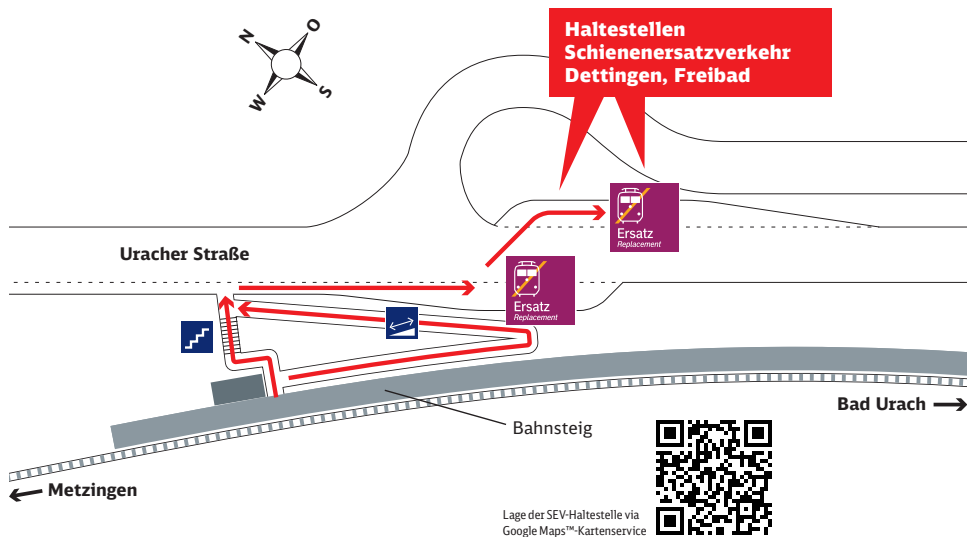 Haltestellen
Schienenersatzverkehr
Dettingen, Freibad
N
O
W
S
Ersatz
Replacement
Uracher Straße
Ersatz
Replacement
Bad Urach
Bahnsteig
Metzingen
Lage der SEV-Haltestelle via
Google Maps™-Kartenservice